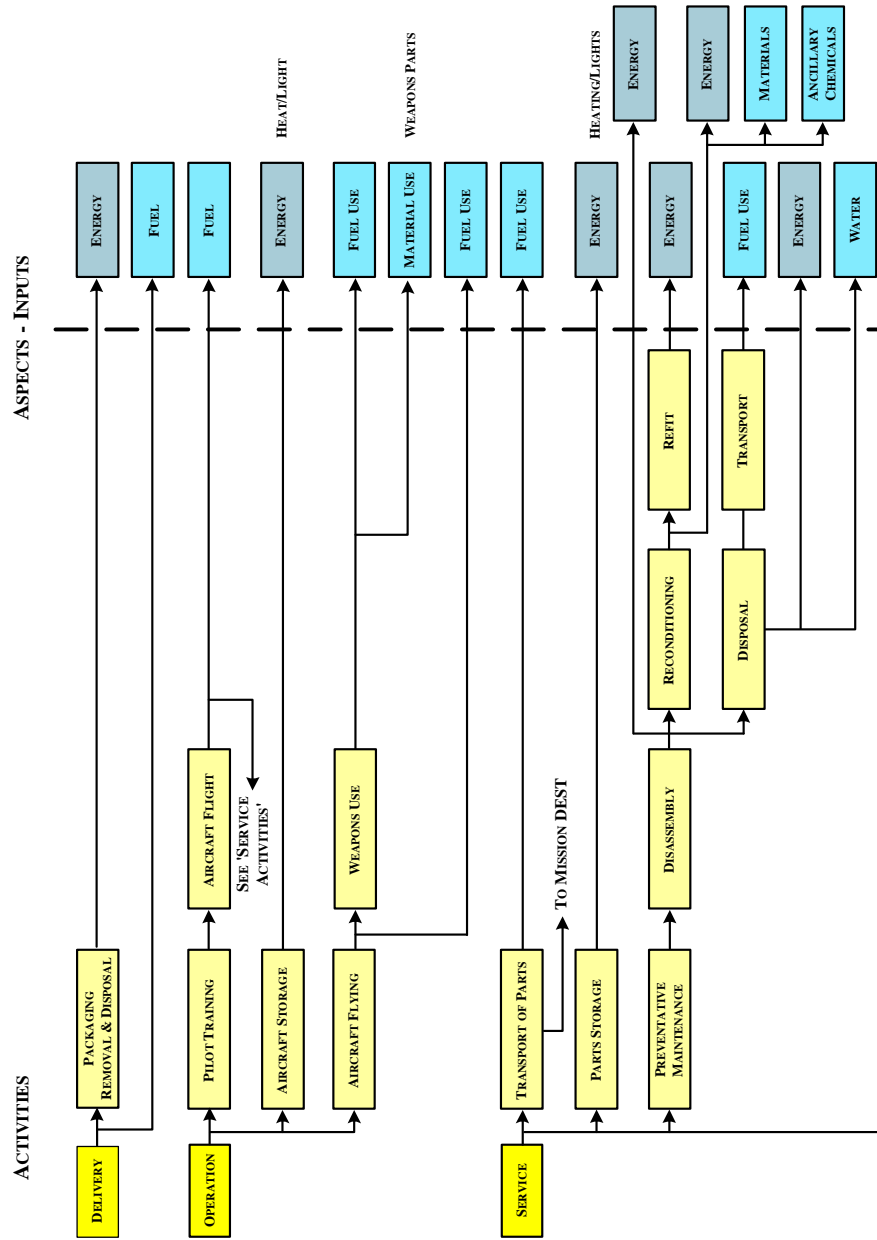 ACTIVITIES
ASPECTS - INPUTS
DELIVERY
PACKAGING
REMOVAL & DISPOSAL
ENERGY
FUEL
OPERATION
PILOT TRAINING
AIRCRAFT FLIGHT
FUEL
SEE 'SERVICE
ACTIVITIES'
AIRCRAFT STORAGE
ENERGY
HEAT/LIGHT
AIRCRAFT FLYING
WEAPONS USE
FUEL USE
MATERIAL USE
WEAPONS PARTS
FUEL USE
SERVICE
TRANSPORT OF PARTS
FUEL USE
TO MISSION DEST
PARTS STORAGE
ENERGY
HEATING/LIGHTS
ENERGY
PREVENTATIVE
MAINTENANCE
DISASSEMBLY
RECONDITIONING
REFIT
ENERGY
ENERGY
MATERIALS
ANCILLARY
CHEMICALS
DISPOSAL
TRANSPORT
FUEL USE
ENERGY
WATER